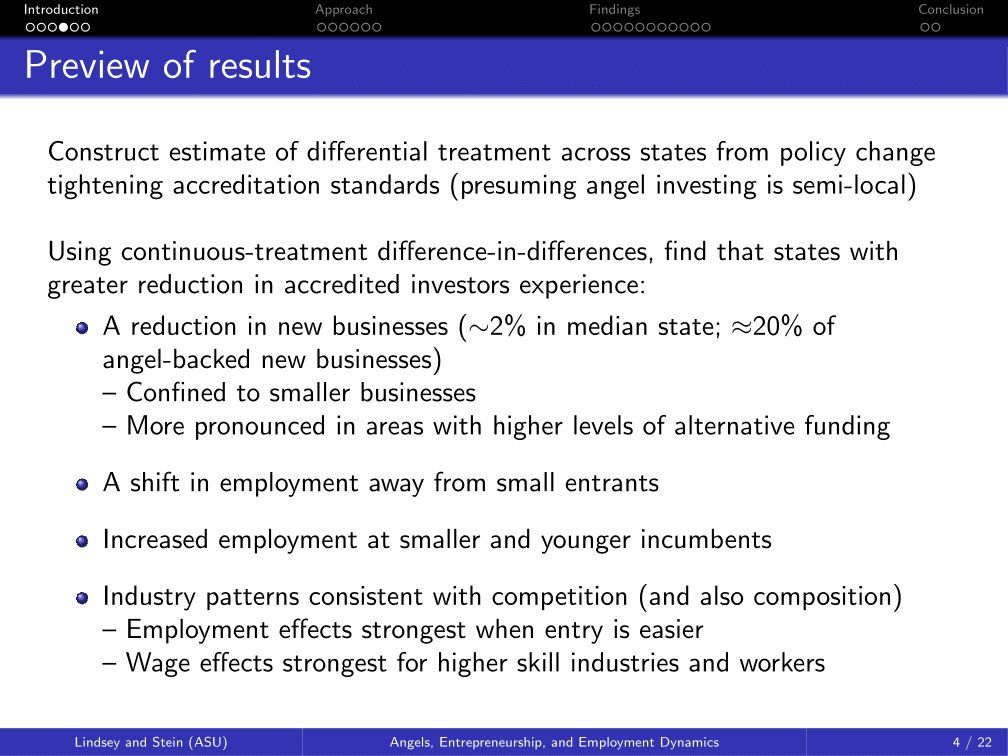 Introduction
Approach
Findings
Conclusion
Preview of results
Construct estimate of differential treatment across states from policy change
tightening accreditation standards (presuming angel investing is semi-local)
Using continuous-treatment difference-in-differences, find that states with
greater reduction in accredited investors experience:
A reduction in new businesses (∼2% in median state; ≈20% of
angel-backed new businesses)
– Confined to smaller businesses
– More pronounced in areas with higher levels of alternative funding
A shift in employment away from small entrants
Increased employment at smaller and younger incumbents
Industry patterns consistent with competition (and also composition)
– Employment effects strongest when entry is easier
– Wage effects strongest for higher skill industries and workers
Lindsey and Stein (ASU)
Angels, Entrepreneurship, and Employment Dynamics
4 / 22